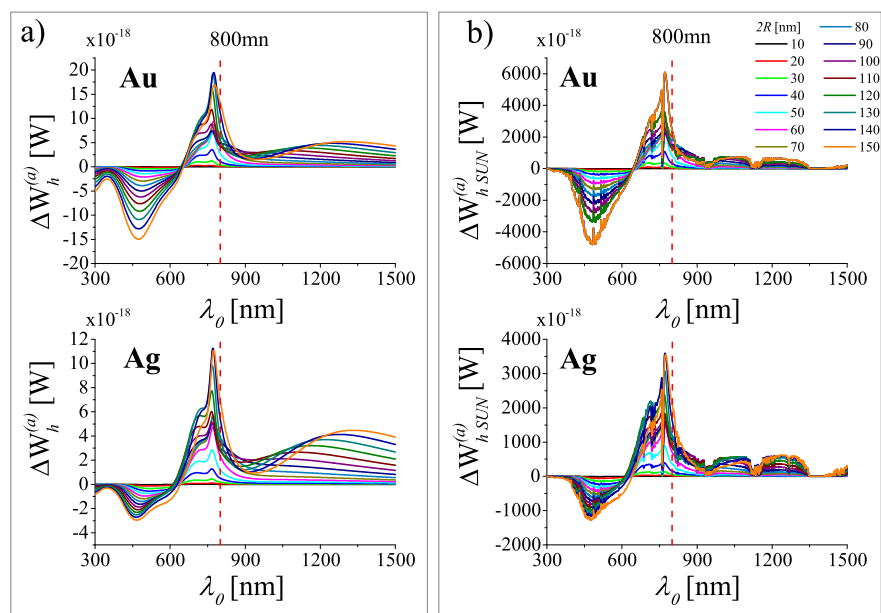 a)
x10⁻¹⁸
800mn
Au
ΔW_h^(a) [W]
20
15
10
5
0
-5
-10
-15
-20
300 600 900 1200 1500
λ₀ [nm]
x10⁻¹⁸
Ag
ΔW_h^(a) [W]
12
10
8
6
4
2
0
-2
-4
300 600 900 1200 1500
λ₀ [nm]
b)
x10⁻¹⁸
800mn
Au
ΔW_h SUN^(a) [W]
6000
4000
2000
0
-2000
-4000
-6000
300 600 900 1200 1500
λ₀ [nm]
2R [nm] 80
10 90
20 100
30 110
40 120
50 130
60 140
70 150
x10⁻¹⁸
Ag
ΔW_h SUN^(a) [W]
4000
3000
2000
1000
0
-1000
-2000
300 600 900 1200 1500
λ₀ [nm]